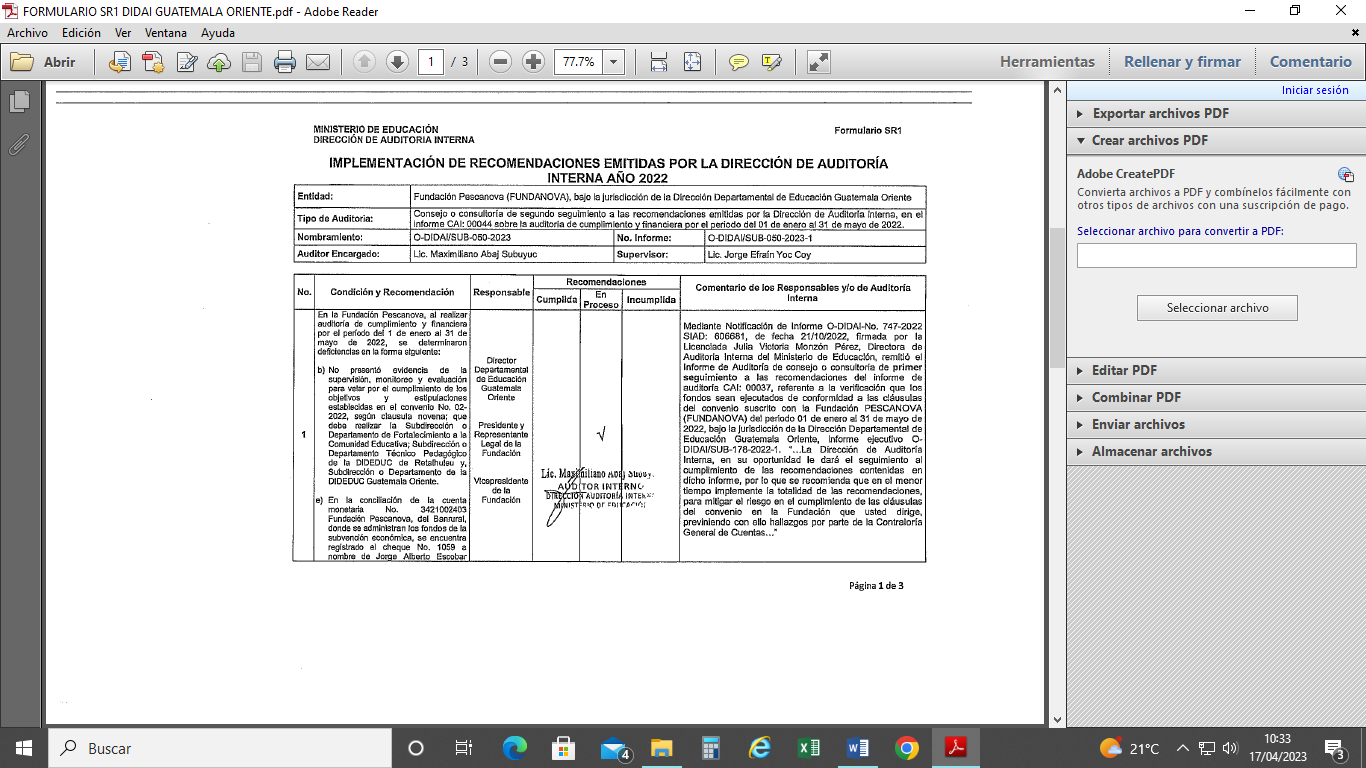 FORMULARIO SR1 DIDAI GUATEMALA ORIENTE.pdf - Adobe Reader
Archivo Edición Ver Ventana Ayuda
Abrir 1 / 3 77.7% Herramientas Rellenar y firmar Comentario
Iniciar sesión
Exportar archivos PDF
Crear archivos PDF
Adobe CreatePDF
Convierta archivos a PDF y combínelos fácilmente con
otros tipos de archivos con una suscripción de pago.
Seleccionar archivo para convertir a PDF:
Seleccionar archivo
Editar PDF
Combinar PDF
Enviar archivos
Almacenar archivos
MINISTERIO DE EDUCACIÓN
DIRECCIÓN DE AUDITORIA INTERNA
Formulario SR1
IMPLEMENTACIÓN DE RECOMENDACIONES EMITIDAS POR LA DIRECCIÓN DE AUDITORÍA
INTERNA AÑO 2022
Entidad: Fundación Pescanova (FUNDANOVA), bajo la jurisdicción de la Dirección Departamental de Educación Guatemala Oriente
Tipo de Auditoria: Consejo o consultoría de segundo seguimiento a las recomendaciones emitidas por la Dirección de Auditoría Interna, en el
informe CAI: 00044 sobre la auditoria de cumplimiento y financiera por el periodo del 01 de enero al 31 de mayo de 2022.
Nombramiento: O-DIDAI/SUB-050-2023 No. Informe: O-DIDAI/SUB-050-2023-1
Auditor Encargado: Lic. Maximiliano Abaj Subuyuc Supervisor: Lic. Jorge Efraín Yoc Coy
No. Condición y Recomendación Responsable
Recomendaciones
Cumplida
En
Proceso
Incumplida
Comentario de los Responsables y/o de Auditoría
Interna
1
En la Fundación Pescanova, al realizar
auditoría de cumplimiento y financiera
por el período del 1 de enero al 31 de
mayo de 2022, se determinaron
deficiencias en la forma siguiente:
b) No presentó evidencia de la
supervisión, monitoreo y evaluación
para velar por el cumplimiento de los
objetivos y estipulaciones
establecidas en el convenio No. 02-
2022, según clausula novena; que
debe realizar la Subdirección o
Departamento de Fortalecimiento a la
Comunidad Educativa; Subdirección o
Departamento Técnico Pedagógico
de la DIDEDUC de Retalhuleu y,
Subdirección o Departamento de la
DIDEDUC Guatemala Oriente.
e) En la conciliación de la cuenta
monetaria No. 3421002403
Fundación Pescanova, del Banrural,
donde se administran los fondos de la
subvención económica, se encuentra
registrado el cheque No. 1059 a
nombre de Jorge Alberto Escobar
Director
Departamental
de Educación
Guatemala
Oriente
Presidente y
Representante
Legal de la
Fundación
Vicepresidente
de la
Fundación
√
Lic. Maximiliano Abaj Subuy.
AUDITOR INTERNO
DIRECCION AUDITORÍA INTER
MINISTERIO DE EDUCACIÓN
Mediante Notificación de Informe O-DIDAI-No. 747-2022
SIAD: 606681, de fecha 21/10/2022, firmada por la
Licenciada Julia Victoria Monzón Pérez, Directora de
Auditoría Interna del Ministerio de Educación, remitió el
Informe de Auditoría de consejo o consultoría de primer
seguimiento a las recomendaciones del informe de
auditoría CAI: 00037, referente a la verificación que los
fondos sean ejecutados de conformidad a las cláusulas
del convenio suscrito con la Fundación PESCANOVA
(FUNDANOVA) del período 01 de enero al 31 de mayo de
2022, bajo la jurisdicción de la Dirección Departamental de
Educación Guatemala Oriente, informe ejecutivo O-
DIDAI/SUB-178-2022-1. "...La Dirección de Auditoría
Interna, en su oportunidad le dará el seguimiento al
cumplimiento de las recomendaciones contenidas en
dicho informe, por lo que se recomienda que en el menor
tiempo implemente la totalidad de las recomendaciones,
para mitigar el riesgo en el cumplimiento de las cláusulas
del convenio en la Fundación que usted dirige,
previniendo con ello hallazgos por parte de la Contraloría
General de Cuentas..."
Página 1 de 3
Buscar
4
21°C
10:33
17/04/2023
3